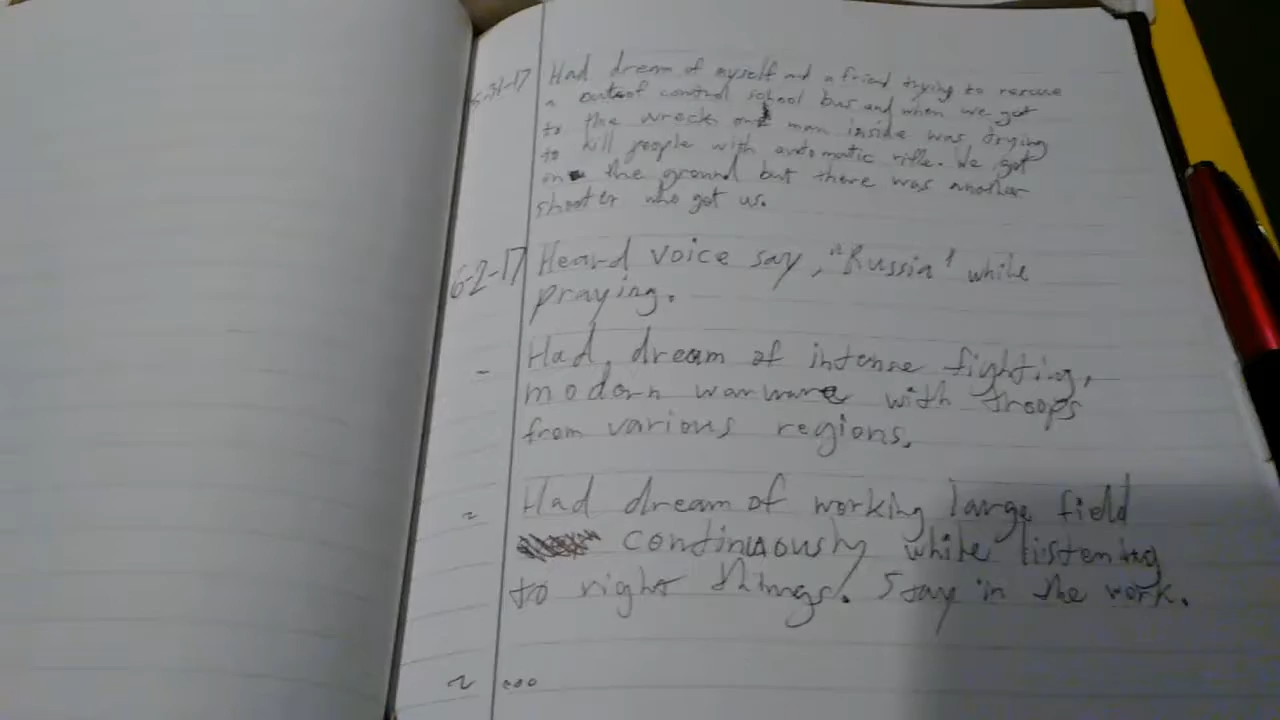 5-31-17 Had dream of myself and a friend trying to rescue
a out of control school bus and when we got
to the wreck one man inside was trying
to kill people with automatic rifle. We got
on the ground but there was another
shooter who got us.
6-2-17 Heard voice say, "Russia" while
praying.
- Had dream of intense fighting,
modern warware with troops
from various regions.
~ Had dream of working large field
continuously while listening
to right things. Stay in the work.
~ ...